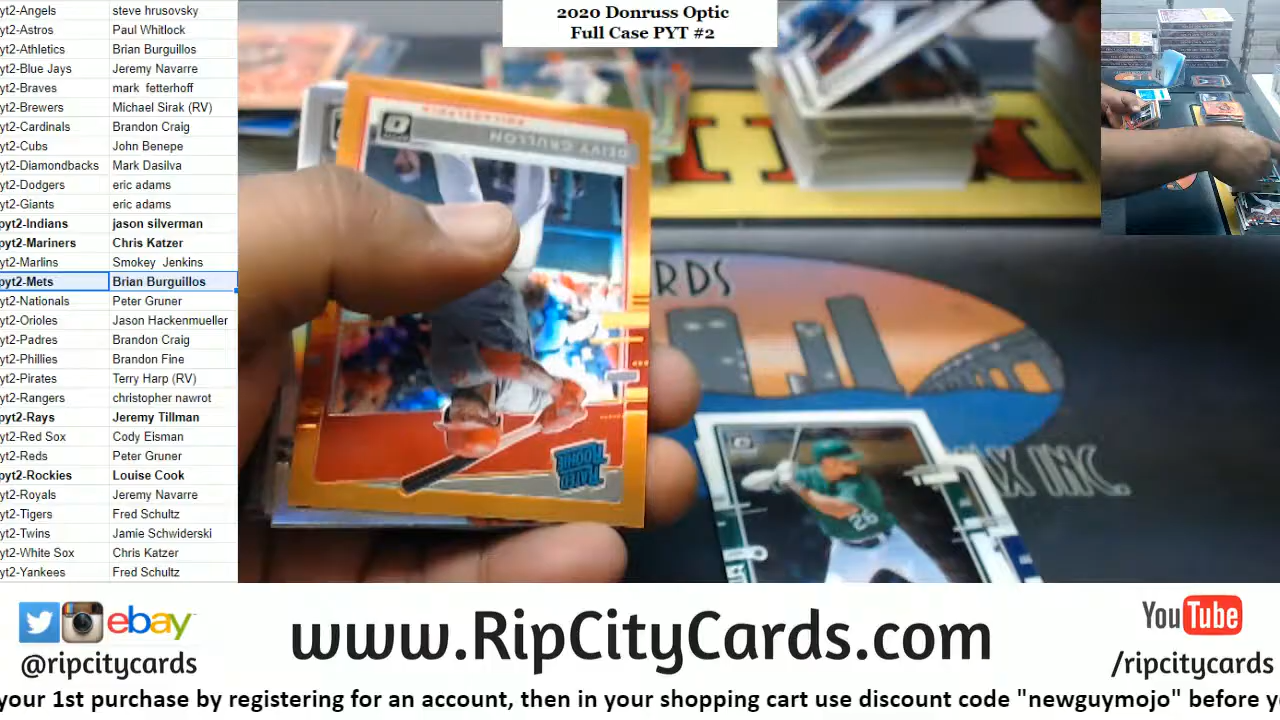 2020 Donruss Optic
Full Case PYT #2
yt2-Angels steve hrusovsky
yt2-Astros Paul Whitlock
yt2-Athletics Brian Burguillos
yt2-Blue Jays Jeremy Navarre
yt2-Braves mark fetterhoff
yt2-Brewers Michael Sirak (RV)
yt2-Cardinals Brandon Craig
yt2-Cubs John Benepe
yt2-Diamondbacks Mark Dasilva
yt2-Dodgers eric adams
yt2-Giants eric adams
pyt2-Indians jason silverman
pyt2-Mariners Chris Katzer
yt2-Marlins Smokey Jenkins
pyt2-Mets Brian Burguillos
yt2-Nationals Peter Gruner
yt2-Orioles Jason Hackenmueller
yt2-Padres Brandon Craig
yt2-Phillies Brandon Fine
yt2-Pirates Terry Harp (RV)
yt2-Rangers christopher nawrot
pyt2-Rays Jeremy Tillman
yt2-Red Sox Cody Elsman
yt2-Reds Peter Gruner
pyt2-Rockies Louise Cook
yt2-Royals Jeremy Navarre
yt2-Tigers Fred Schultz
yt2-Twins Jamie Schwiderski
yt2-White Sox Chris Katzer
yt2-Yankees Fred Schultz
DEIVY GRULLON
RATED
ROOKIE
RDS
INC.
28
ebay
@ripcitycards
www.RipCityCards.com
YouTube
/ripcitycards
your 1st purchase by registering for an account, then in your shopping cart use discount code "newguymojo" before y